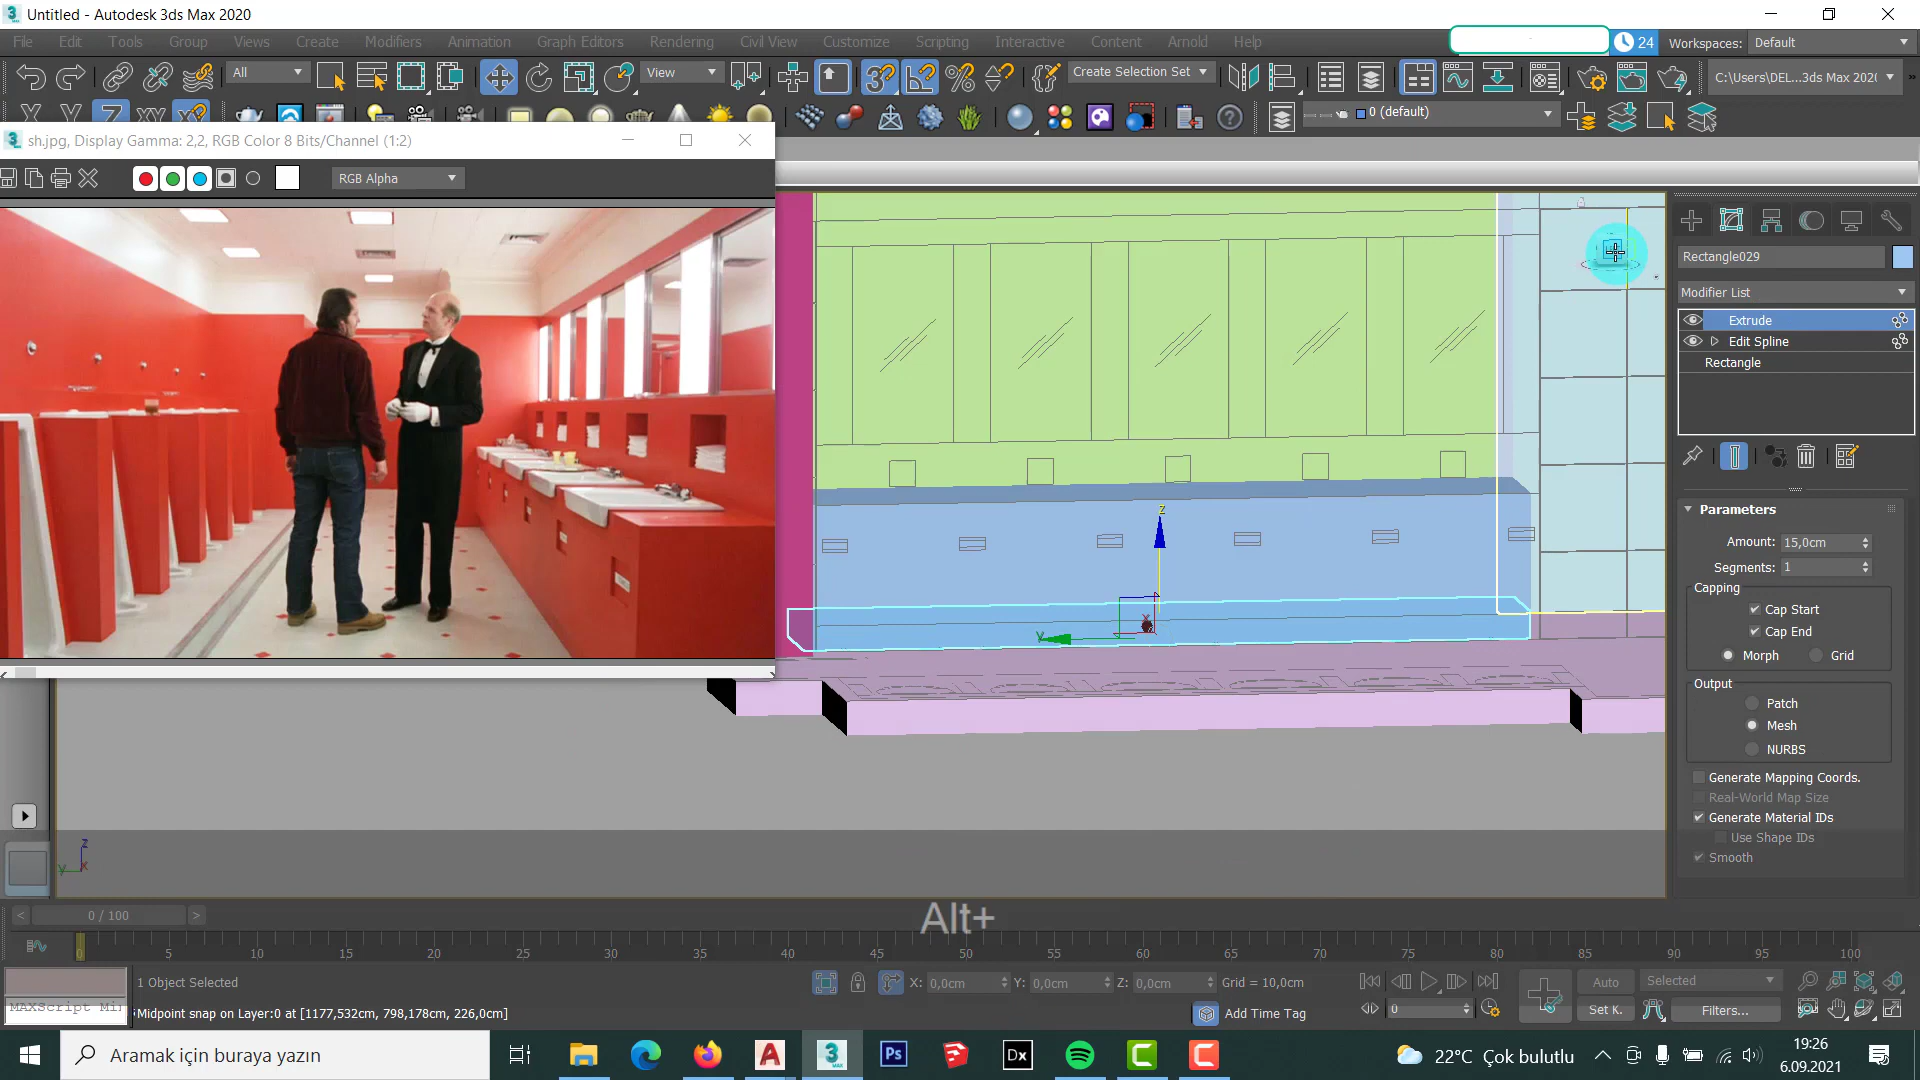 Untitled - Autodesk 3ds Max 2020
File Edit Tools Group Views Create Modifiers Animation Graph Editors Rendering Civil View Customize Scripting Interactive Content Arnold Help
24
Workspaces: Default
All
View
Create Selection Set
C:\Users\DEL...3ds Max 202
0 (default)
sh.jpg, Display Gamma: 2,2, RGB Color 8 Bits/Channel (1:2)
RGB Alpha
Rectangle029
Modifier List
Extrude
Edit Spline
Rectangle
Parameters
Amount: 15,0cm
Segments: 1
Capping
Cap Start
Cap End
Morph Grid
Output
Patch
Mesh
NURBS
Generate Mapping Coords.
Real-World Map Size
Generate Material IDs
Use Shape IDs
Smooth
z
y
x
z
y
x
Alt+
< 0 / 100 >
0 5 10 15 20 25 30 35 40 45 50 55 60 65 70 75 80 85 90 95 100
1 Object Selected
X: 0,0cm Y: 0,0cm Z: 0,0cm Grid = 10,0cm
Auto Selected
MAXScript Mi
Midpoint snap on Layer:0 at [1177,532cm, 798,178cm, 226,0cm]
Add Time Tag
0
Set K. Filters...
Aramak için buraya yazın
Ps
Dx
22°C Çok bulutlu
19:26
6.09.2021